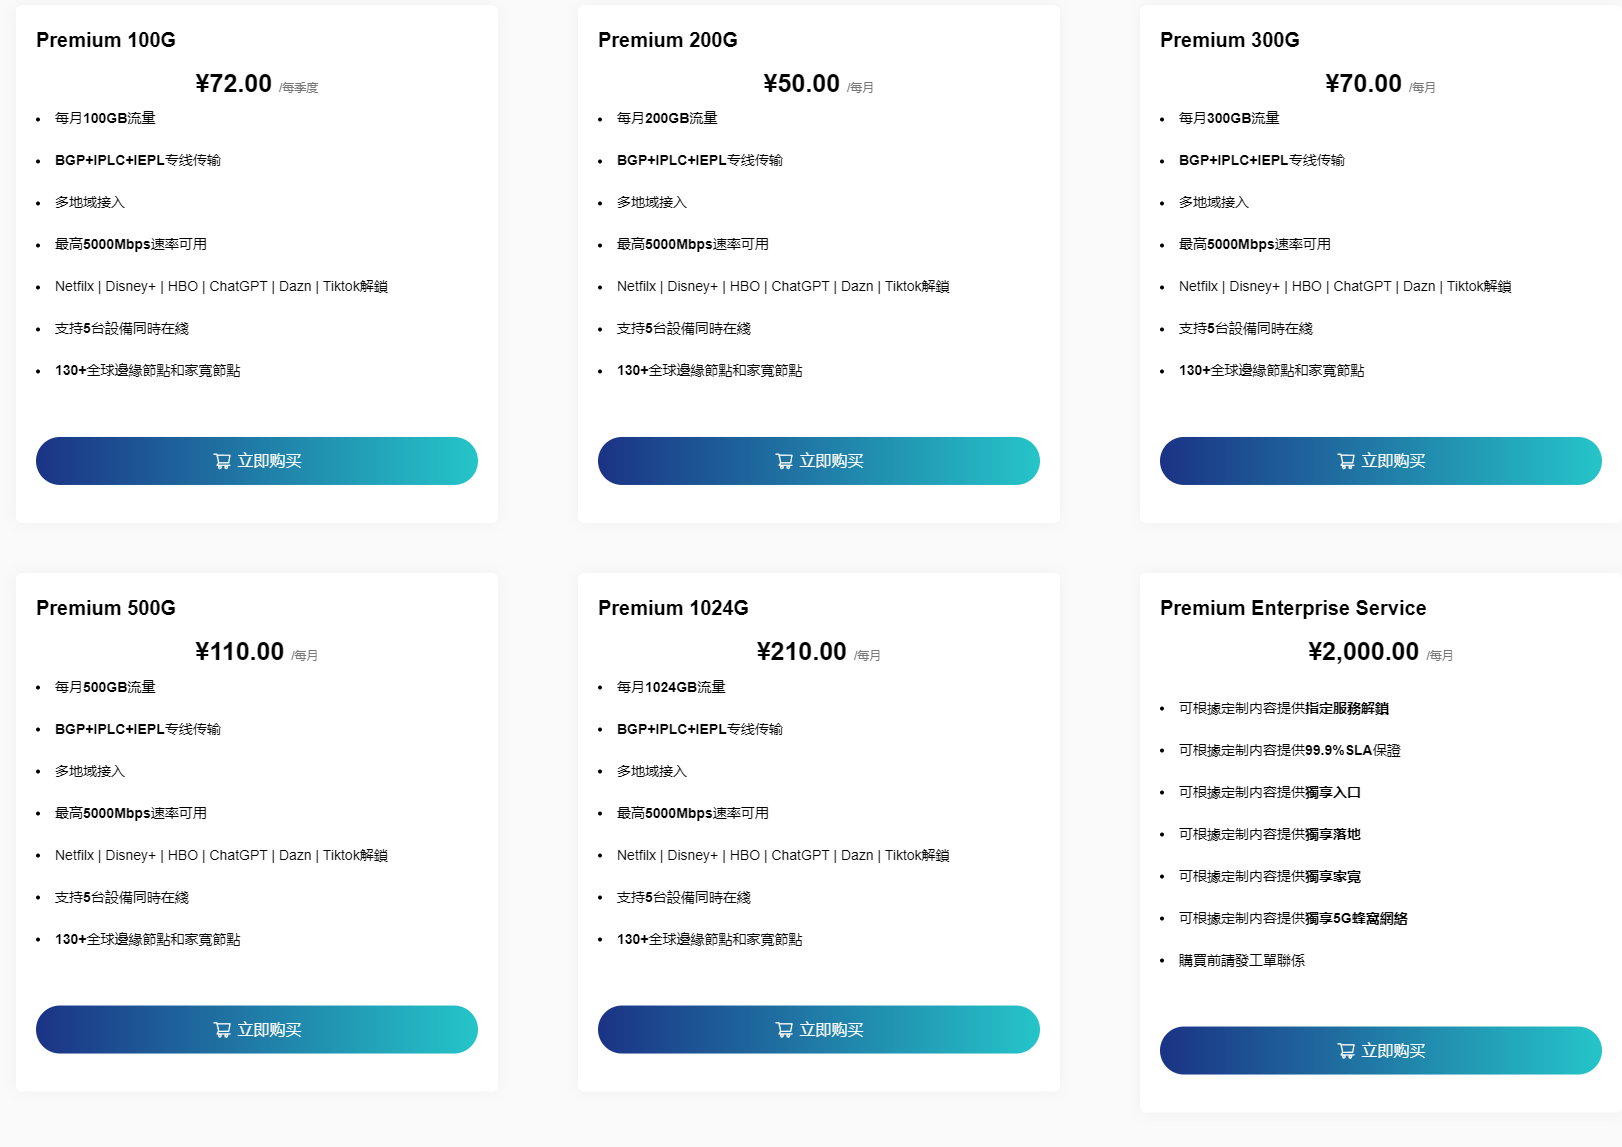 Premium 100G
¥72.00 /每季度
每月100GB流量
BGP+IPLC+IEPL专线传输
多地域接入
最高5000Mbps速率可用
Netfilx | Disney+ | HBO | ChatGPT | Dazn | Tiktok解鎖
支持5台設備同時在綫
130+全球邊緣節點和家寬節點
立即购买
Premium 200G
¥50.00 /每月
每月200GB流量
BGP+IPLC+IEPL专线传输
多地域接入
最高5000Mbps速率可用
Netfilx | Disney+ | HBO | ChatGPT | Dazn | Tiktok解鎖
支持5台設備同時在綫
130+全球邊緣節點和家寬節點
立即购买
Premium 300G
¥70.00 /每月
每月300GB流量
BGP+IPLC+IEPL专线传输
多地域接入
最高5000Mbps速率可用
Netfilx | Disney+ | HBO | ChatGPT | Dazn | Tiktok解鎖
支持5台設備同時在綫
130+全球邊緣節點和家寬節點
立即购买
Premium 500G
¥110.00 /每月
每月500GB流量
BGP+IPLC+IEPL专线传输
多地域接入
最高5000Mbps速率可用
Netfilx | Disney+ | HBO | ChatGPT | Dazn | Tiktok解鎖
支持5台設備同時在綫
130+全球邊緣節點和家寬節點
立即购买
Premium 1024G
¥210.00 /每月
每月1024GB流量
BGP+IPLC+IEPL专线传输
多地域接入
最高5000Mbps速率可用
Netfilx | Disney+ | HBO | ChatGPT | Dazn | Tiktok解鎖
支持5台設備同時在綫
130+全球邊緣節點和家寬節點
立即购买
Premium Enterprise Service
¥2,000.00 /每月
可根據定制内容提供指定服務解鎖
可根據定制内容提供99.9%SLA保證
可根據定制内容提供獨享入口
可根據定制内容提供獨享落地
可根據定制内容提供獨享家寬
可根據定制内容提供獨享5G蜂窩網絡
購買前請發工單聯係
立即购买